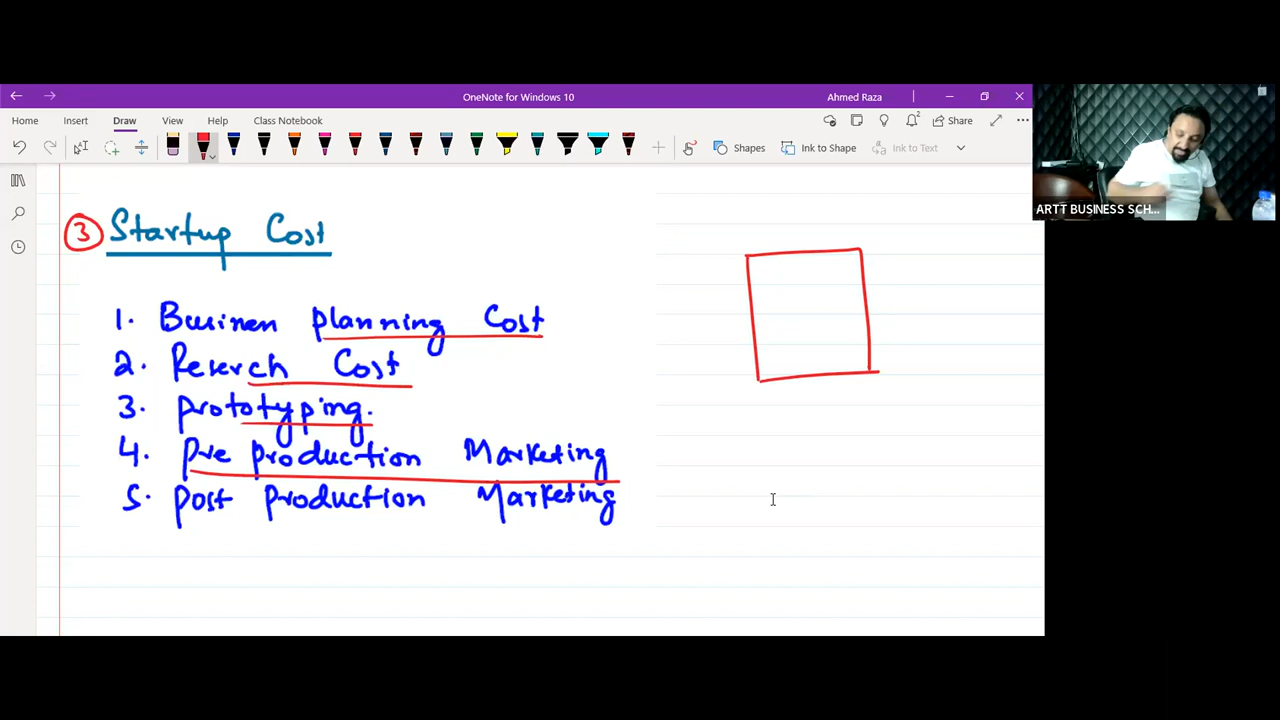 OneNote for Windows 10
Ahmed Raza
Home Insert Draw View Help Class Notebook
Share
Shapes
Ink to Shape
Ink to Text
ARTT BUSINESS SCH...
3 Startup Cost
1. Businen planning Cost
2. Reserch Cost
3. prototyping.
4. pre production Marketing
5. post production Marketing